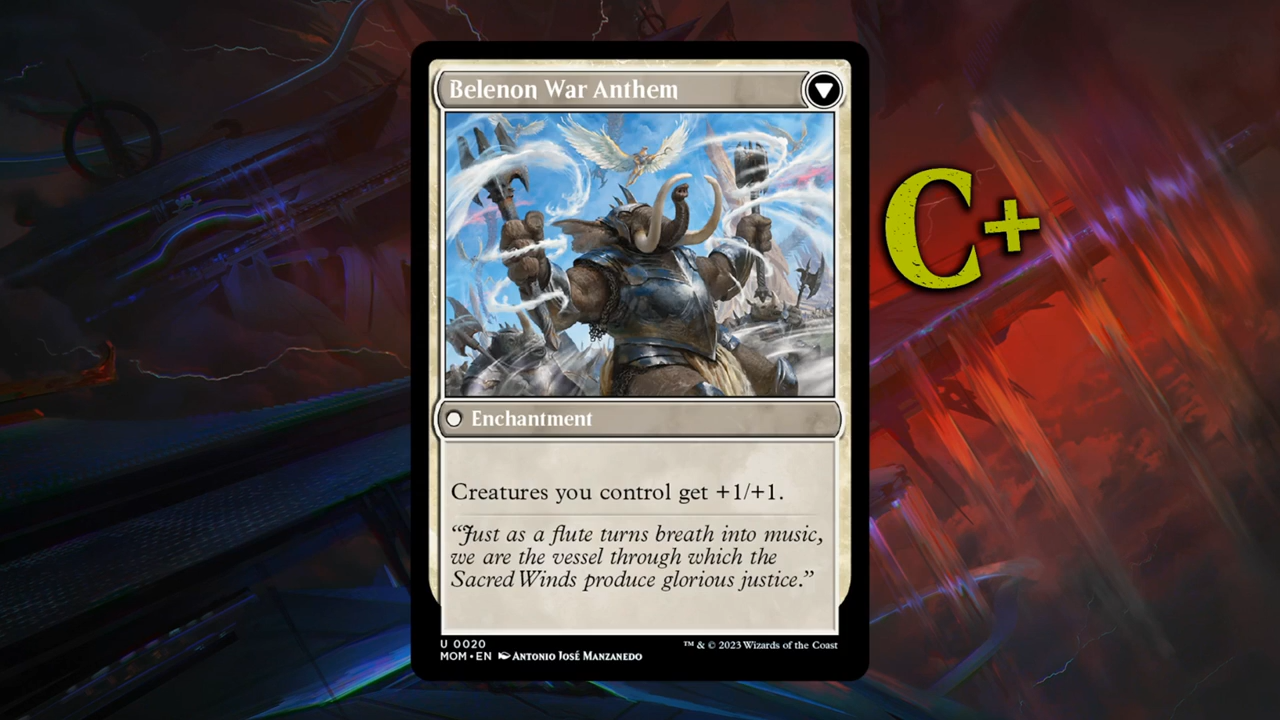 Belenon War Anthem
C+
Enchantment
Creatures you control get +1/+1.
“Just as a flute turns breath into music,
we are the vessel through which the
Sacred Winds produce glorious justice.”
U 0020
MOM • EN Antonio José Manzanedo
™ & © 2023 Wizards of the Coast